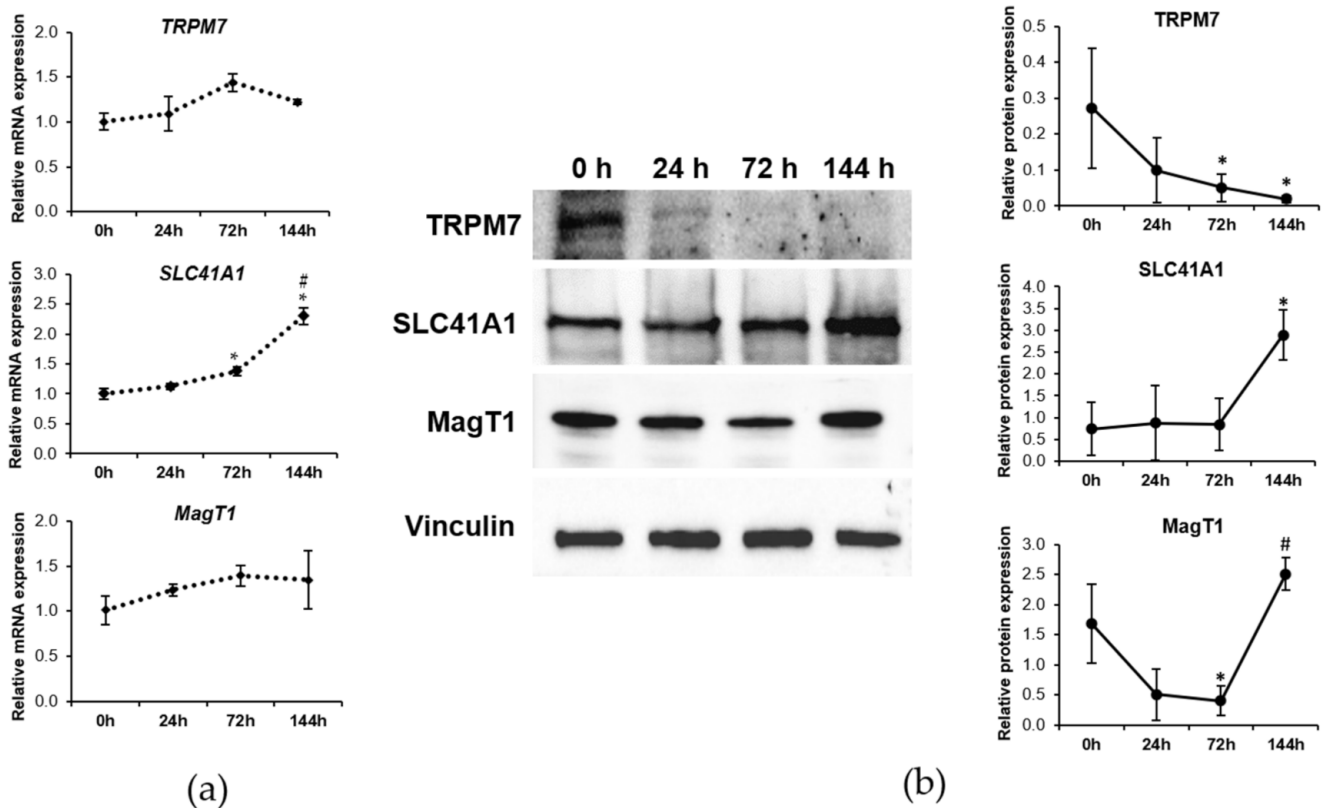 TRPM7
Relative mRNA expression
2.0
1.5
1.0
0.5
0.0
0h 24h 72h 144h
SLC41A1
Relative mRNA expression
3.0
2.5
2.0
1.5
1.0
0.5
0.0
*
#
*
0h 24h 72h 144h
MagT1
Relative mRNA expression
2.0
1.5
1.0
0.5
0.0
0h 24h 72h 144h
(a)
0 h 24 h 72 h 144 h
TRPM7
SLC41A1
MagT1
Vinculin
TRPM7
Relative protein expression
0.5
0.4
0.3
0.2
0.1
0.0
* *
0h 24h 72h 144h
SLC41A1
Relative protein expression
4.0
3.5
3.0
2.5
2.0
1.5
1.0
0.5
0.0
*
0h 24h 72h 144h
MagT1
Relative protein expression
3.0
2.5
2.0
1.5
1.0
0.5
0.0
*
#
0h 24h 72h 144h
(b)